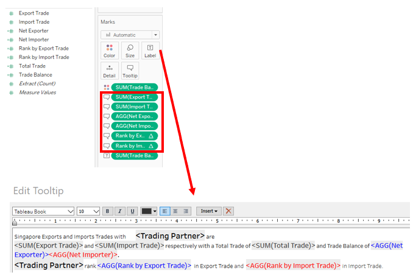 Export Trade
Import Trade
Net Exporter
Net Importer
Rank by Export Trade
Rank by Import Trade
Total Trade
Trade Balance
Extract (Count)
Measure Values
Marks
Automatic
Color
Size
Label
Detail
Tooltip
SUM(Trade Ba..
SUM(Export T..
SUM(Import T..
AGG(Net Expo..
AGG(Net Impo..
Rank by Ex..
Rank by Im..
SUM(Trade Ba..
Edit Tooltip
Tableau Book
10
B
I
U
Insert
Singapore Exports and Imports Trades with <Trading Partner> are
<SUM(Export Trade)> and <SUM(Import Trade)> respectively with a Total Trade of <SUM(Total Trade)> and Trade Balance of <AGG(Net
Exporter)><AGG(Net Importer)>.
<Trading Partner> rank <AGG(Rank by Export Trade)> in Export Trade and <AGG(Rank by Import Trade)> in Import Trade.